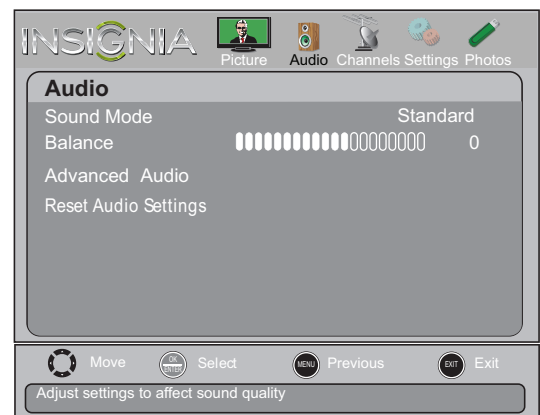 INSIGNIA
Picture Audio Channels Settings Photos
Audio
Sound Mode Standard
Balance 0
Advanced Audio
Reset Audio Settings
Move OK ENTER Select MENU Previous EXIT Exit
Adjust settings to affect sound quality